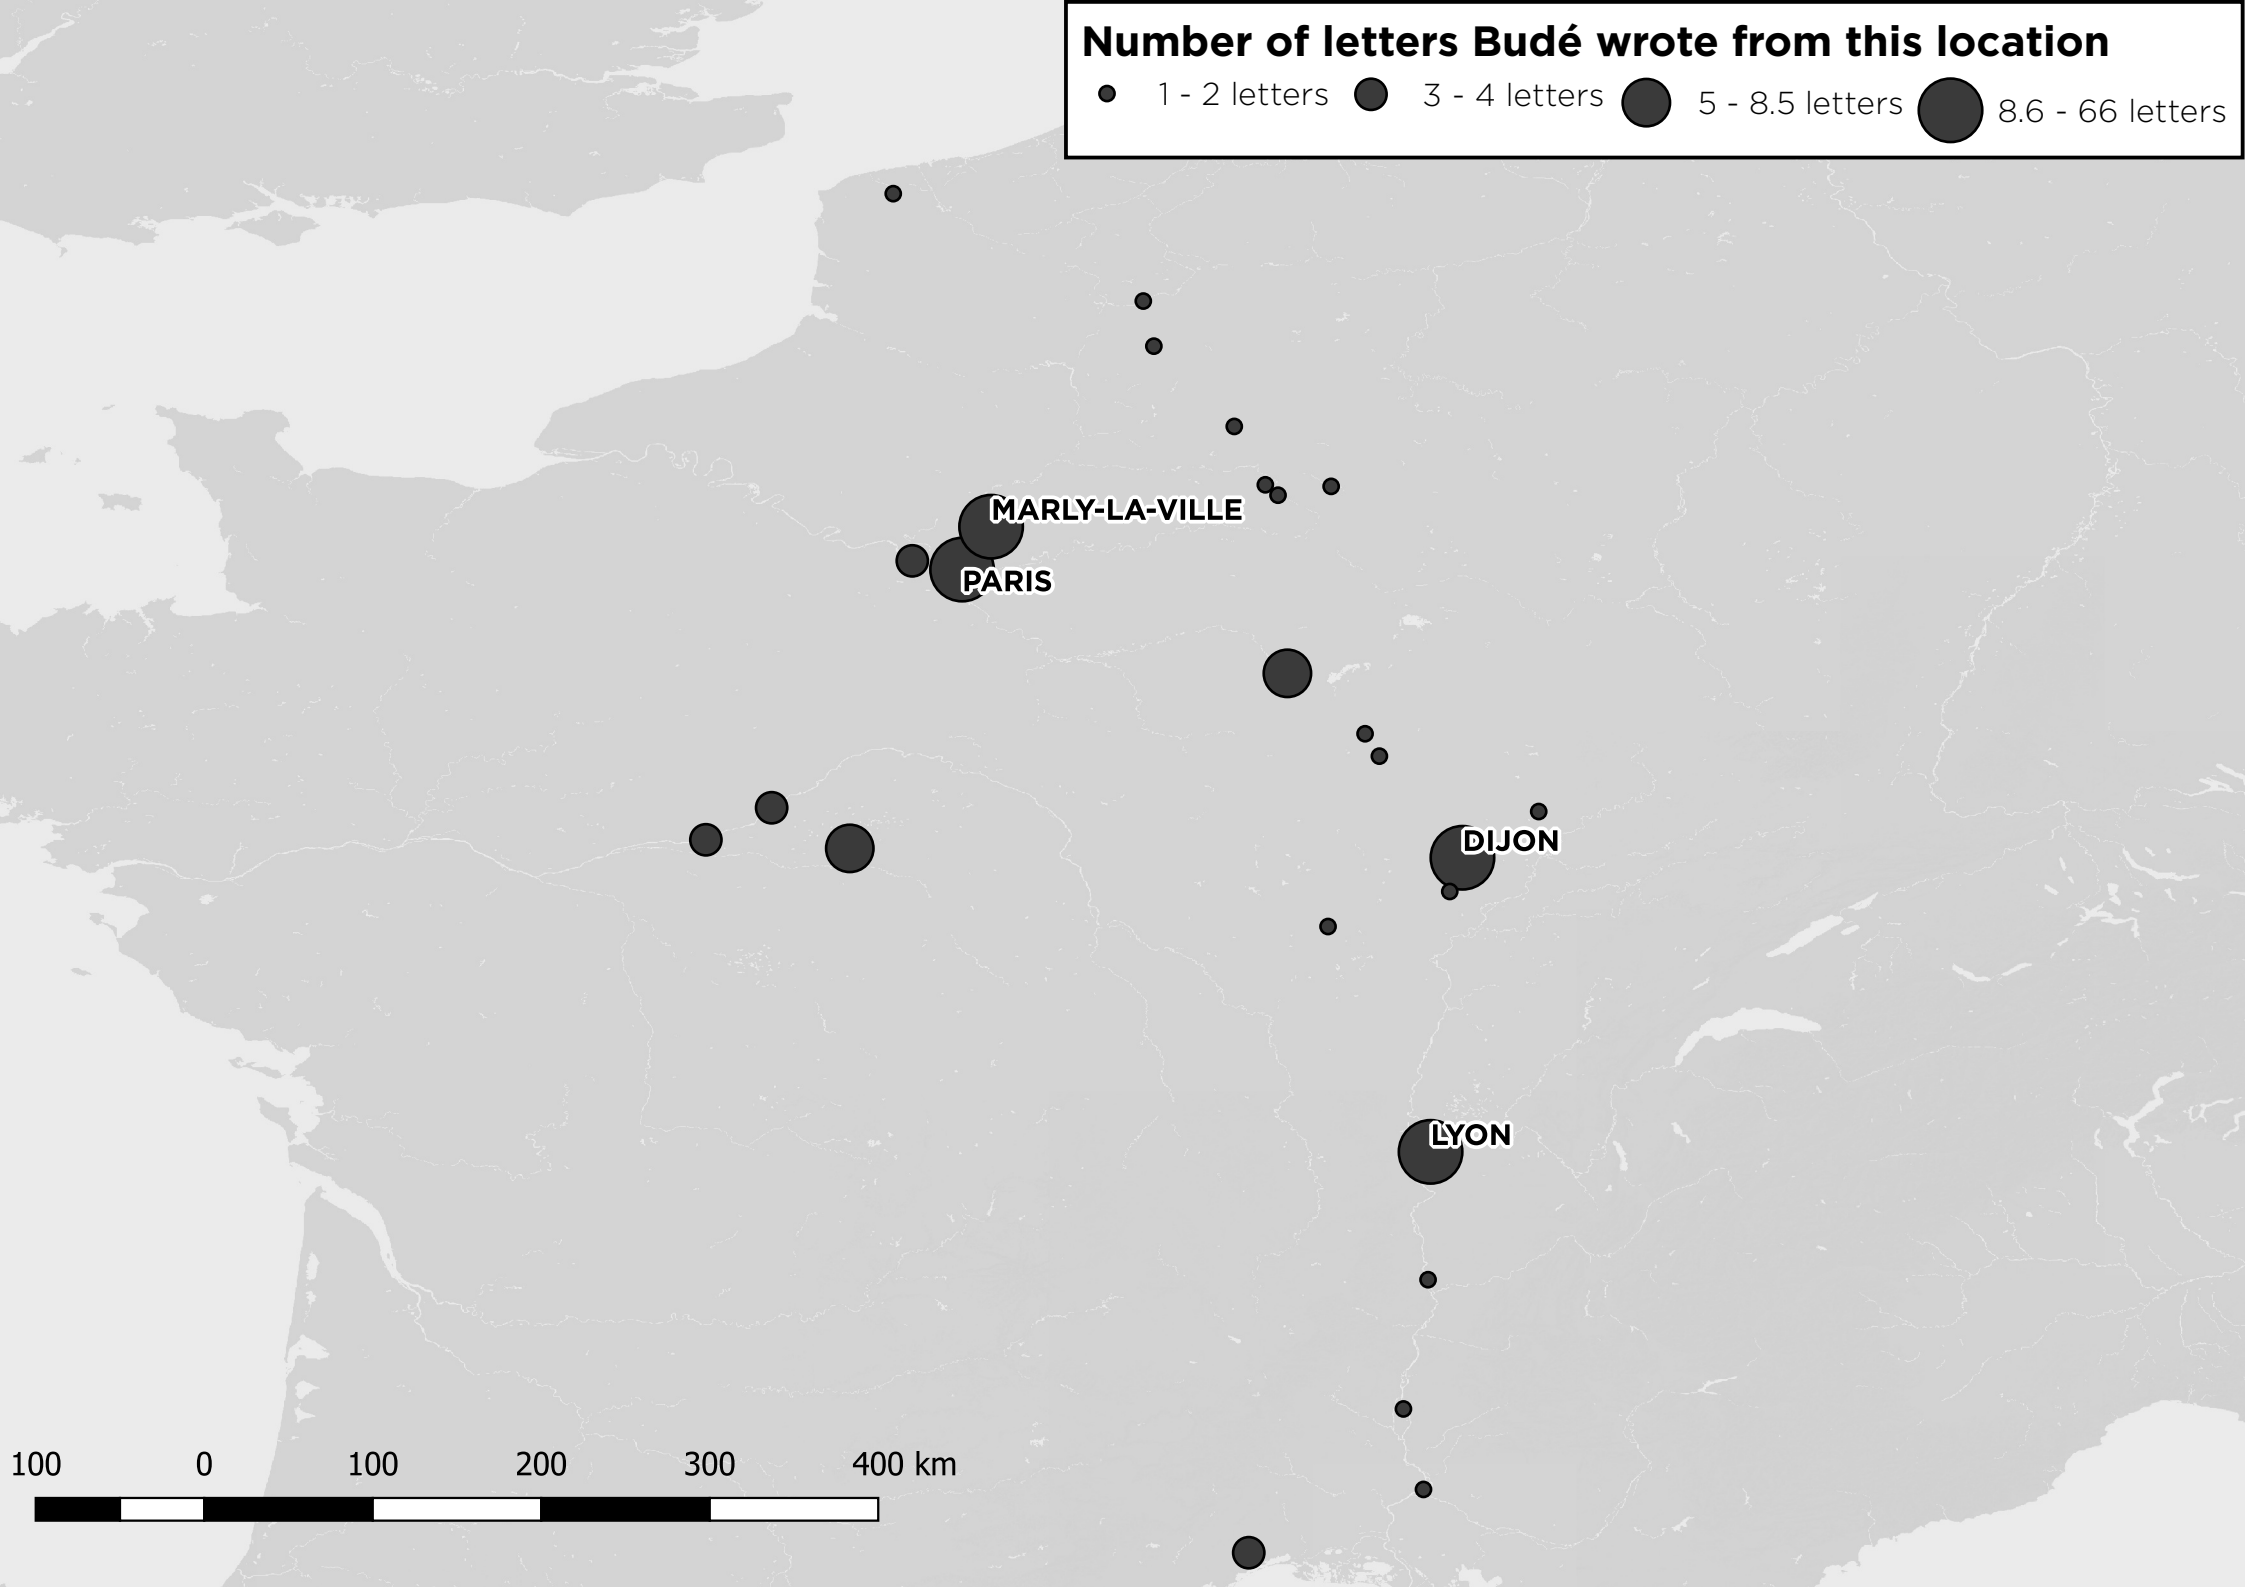 Number of letters Budé wrote from this location
1 - 2 letters 3 - 4 letters 5 - 8.5 letters 8.6 - 66 letters
MARLY-LA-VILLE
PARIS
DIJON
LYON
100 0 100 200 300 400 km